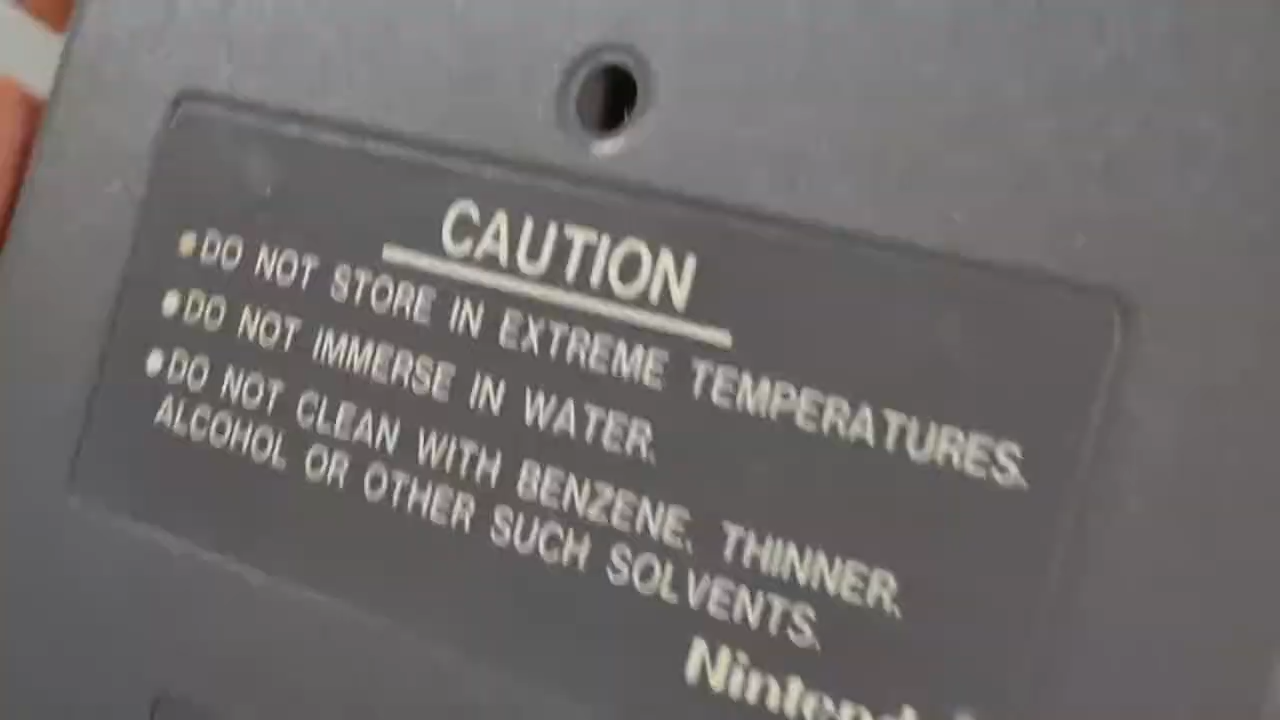 CAUTION
•DO NOT STORE IN EXTREME TEMPERATURES.
•DO NOT IMMERSE IN WATER.
•DO NOT CLEAN WITH BENZENE, THINNER,
ALCOHOL OR OTHER SUCH SOLVENTS.
Nintend